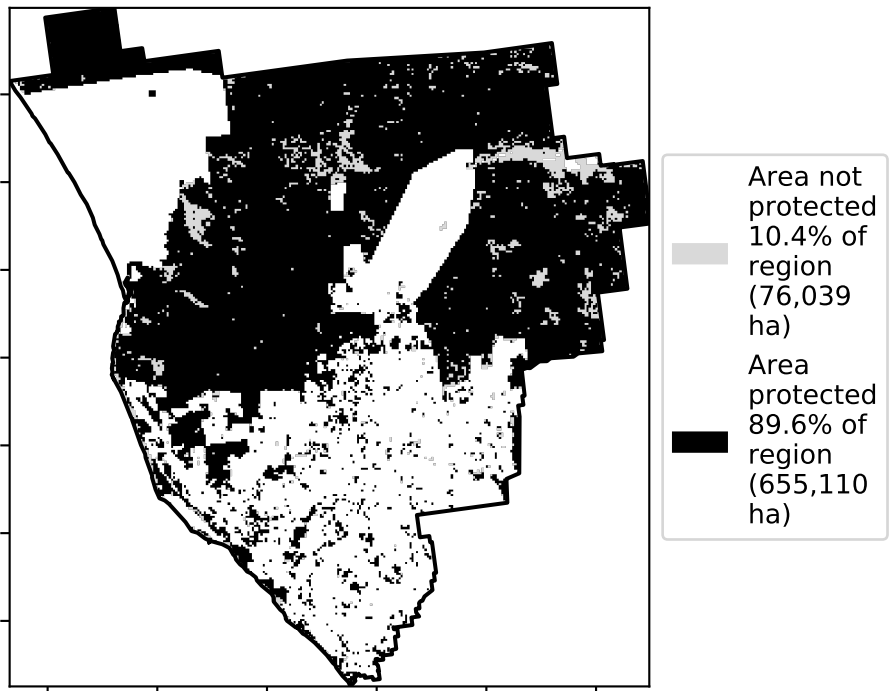 Area not
protected
10.4% of
region
(76,039
ha)
Area
protected
89.6% of
region
(655,110
ha)